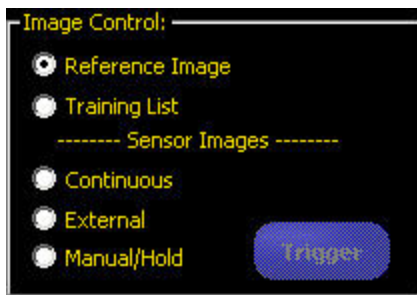 Image Control:
Reference Image
Training List
-------- Sensor Images --------
Continuous
External
Manual/Hold
Trigger